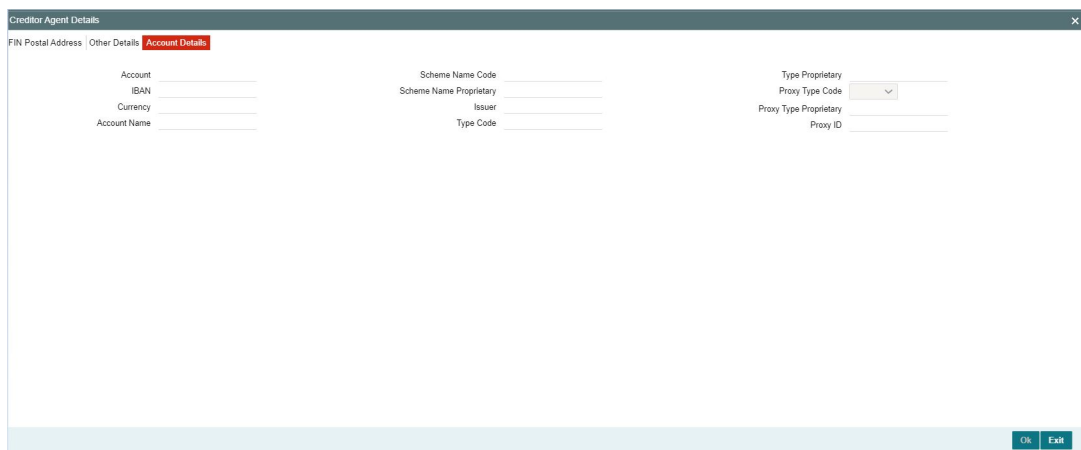 Creditor Agent Details
FIN Postal Address Other Details Account Details
Account Scheme Name Code Type Proprietary
IBAN Scheme Name Proprietary Proxy Type Code
Currency Issuer Proxy Type Proprietary
Account Name Type Code Proxy ID
Ok Exit